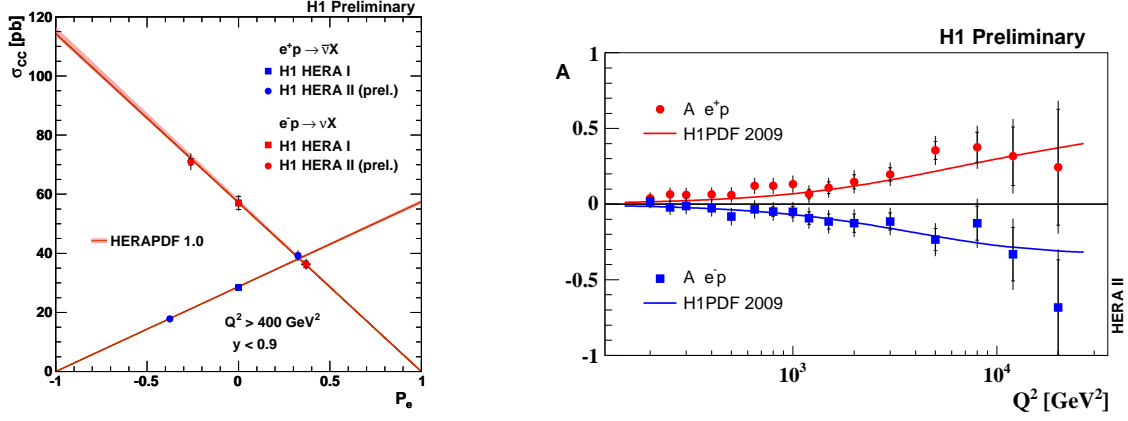 H1 Preliminary
σCC [pb]
120
100
80
60
40
20
0
e⁺p → ν̄X
H1 HERA I
H1 HERA II (prel.)
e⁻p → νX
H1 HERA I
H1 HERA II (prel.)
HERAPDF 1.0
Q² > 400 GeV²
y < 0.9
-1
-0.5
0
0.5
1
Pₑ
H1 Preliminary
A
1
0.5
0
-0.5
-1
A e⁺p
H1PDF 2009
A e⁻p
H1PDF 2009
HERA II
10³
10⁴
Q² [GeV²]